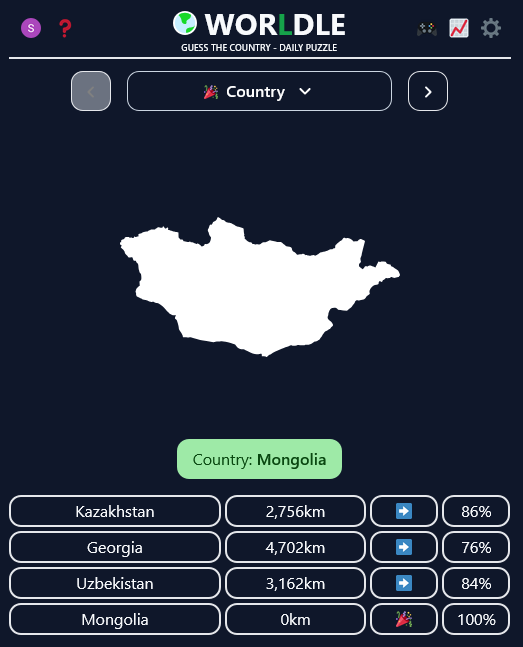 S
WORLDLE
GUESS THE COUNTRY - DAILY PUZZLE
Country
Country: Mongolia
Kazakhstan 2,756km 86%
Georgia 4,702km 76%
Uzbekistan 3,162km 84%
Mongolia 0km 100%